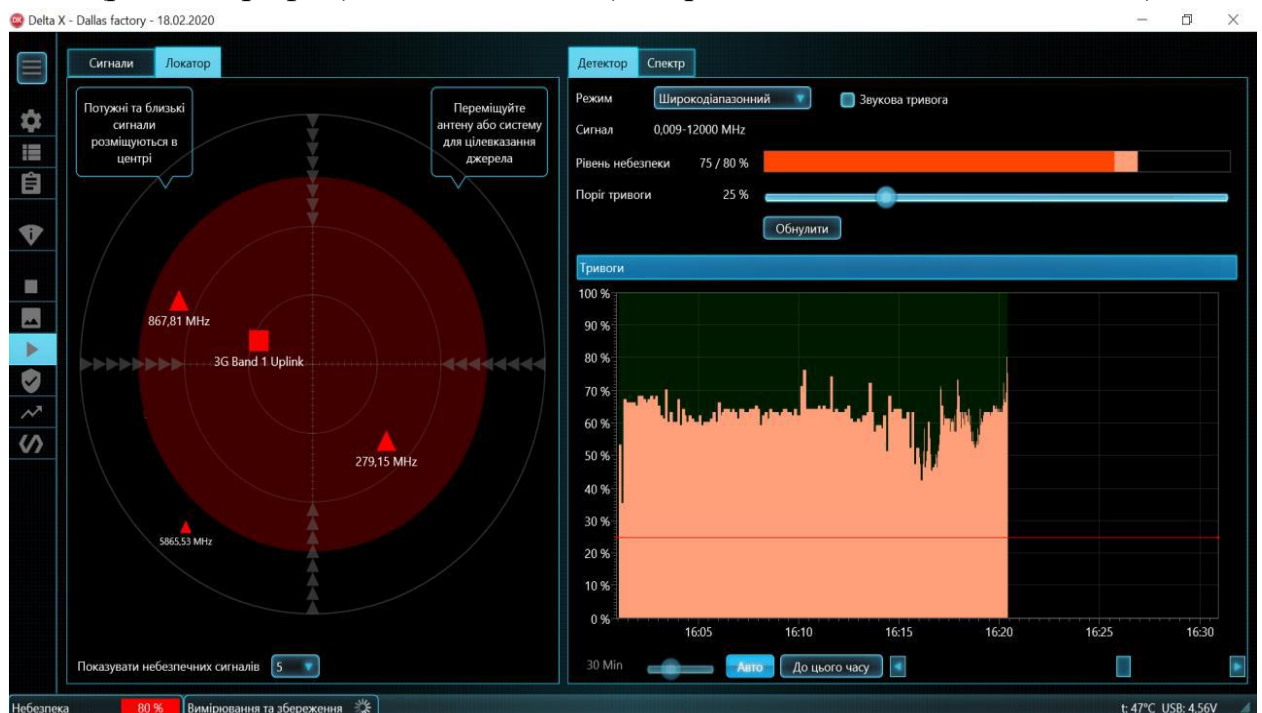 Delta X - Dallas factory - 18.02.2020
Сигнали
Локатор
Потужні та близькі
сигнали
розміщуються в
центрі
Переміщуйте
антену або систему
для цілевказання
джерела
867,81 MHz
3G Band 1 Uplink
279,15 MHz
5865,53 MHz
Показувати небезпечних сигналів 5
Детектор
Спектр
Режим Широкодіапазонний Звукова тривога
Сигнал 0,009-12000 MHz
Рівень небезпеки 75 / 80 %
Поріг тривоги 25 %
Обнулити
Тривоги
100 %
90 %
80 %
70 %
60 %
50 %
40 %
30 %
20 %
10 %
0 %
16:05 16:10 16:15 16:20 16:25 16:30
30 Min Авто До цього часу
Небезпека 80 % Вимірювання та збереження t: 47°C USB: 4,56V